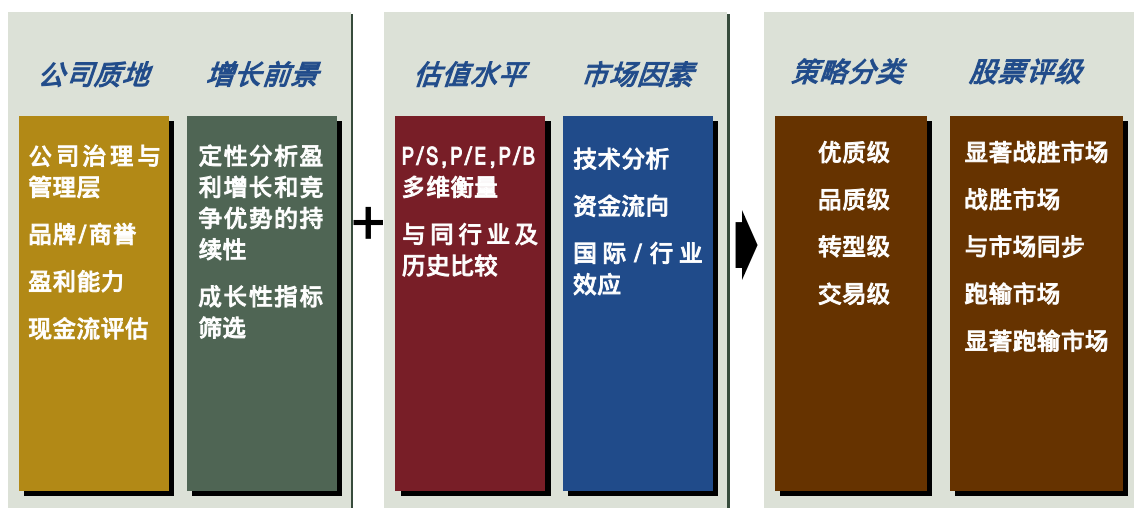 公司质地
公司治理与
管理层
品牌/商誉
盈利能力
现金流评估
增长前景
定性分析盈
利增长和竞
争优势的持
续性
成长性指标
筛选
+
估值水平
P/S,P/E,P/B
多维衡量
与同行业及
历史比较
市场因素
技术分析
资金流向
国际/行业
效应
策略分类
优质级
品质级
转型级
交易级
股票评级
显著战胜市场
战胜市场
与市场同步
跑输市场
显著跑输市场